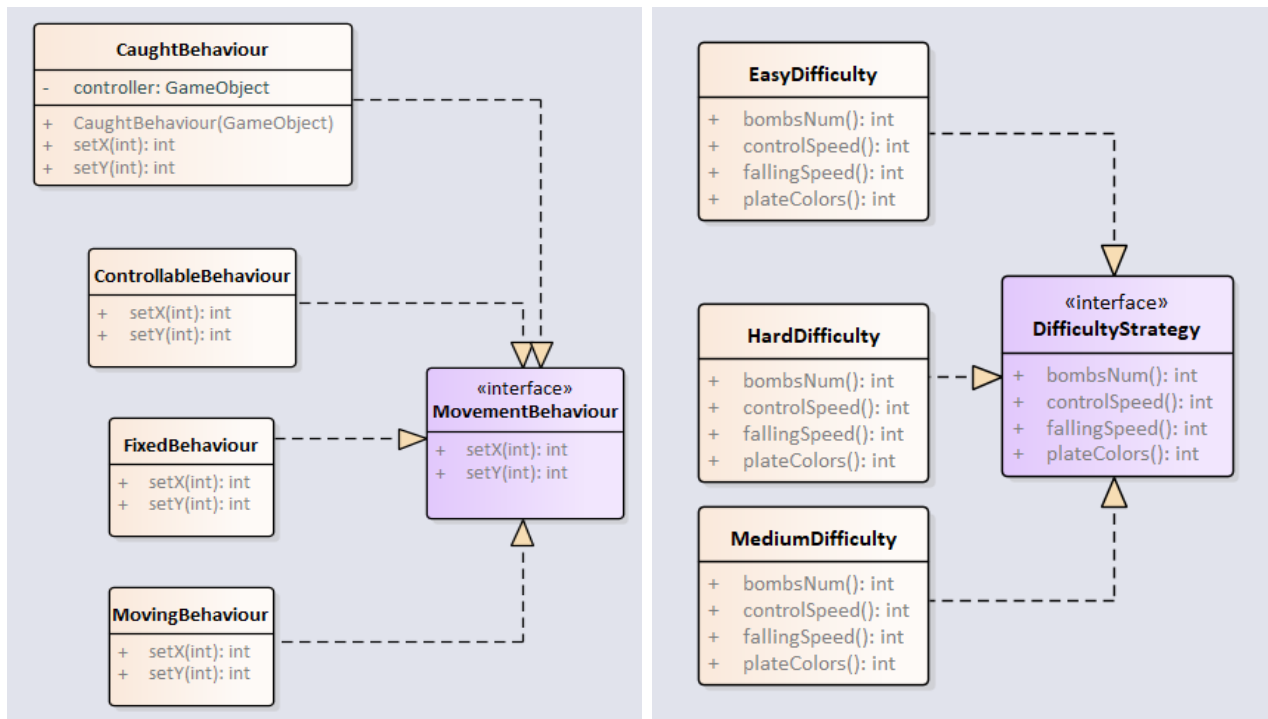 CaughtBehaviour
- controller: GameObject
+ CaughtBehaviour(GameObject)
+ setX(int): int
+ setY(int): int
ControllableBehaviour
+ setX(int): int
+ setY(int): int
«interface»
MovementBehaviour
+ setX(int): int
+ setY(int): int
FixedBehaviour
+ setX(int): int
+ setY(int): int
MovingBehaviour
+ setX(int): int
+ setY(int): int
EasyDifficulty
+ bombsNum(): int
+ controlSpeed(): int
+ fallingSpeed(): int
+ plateColors(): int
«interface»
DifficultyStrategy
+ bombsNum(): int
+ controlSpeed(): int
+ fallingSpeed(): int
+ plateColors(): int
HardDifficulty
+ bombsNum(): int
+ controlSpeed(): int
+ fallingSpeed(): int
+ plateColors(): int
MediumDifficulty
+ bombsNum(): int
+ controlSpeed(): int
+ fallingSpeed(): int
+ plateColors(): int